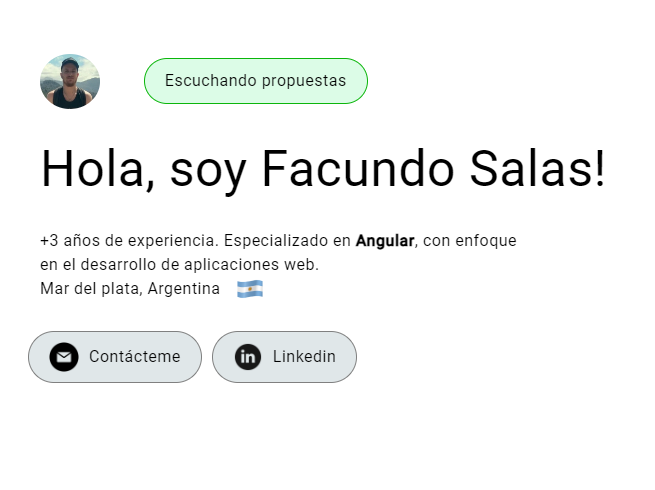 Escuchando propuestas
Hola, soy Facundo Salas!
+3 años de experiencia. Especializado en Angular, con enfoque
en el desarrollo de aplicaciones web.
Mar del plata, Argentina
Contácteme
in Linkedin